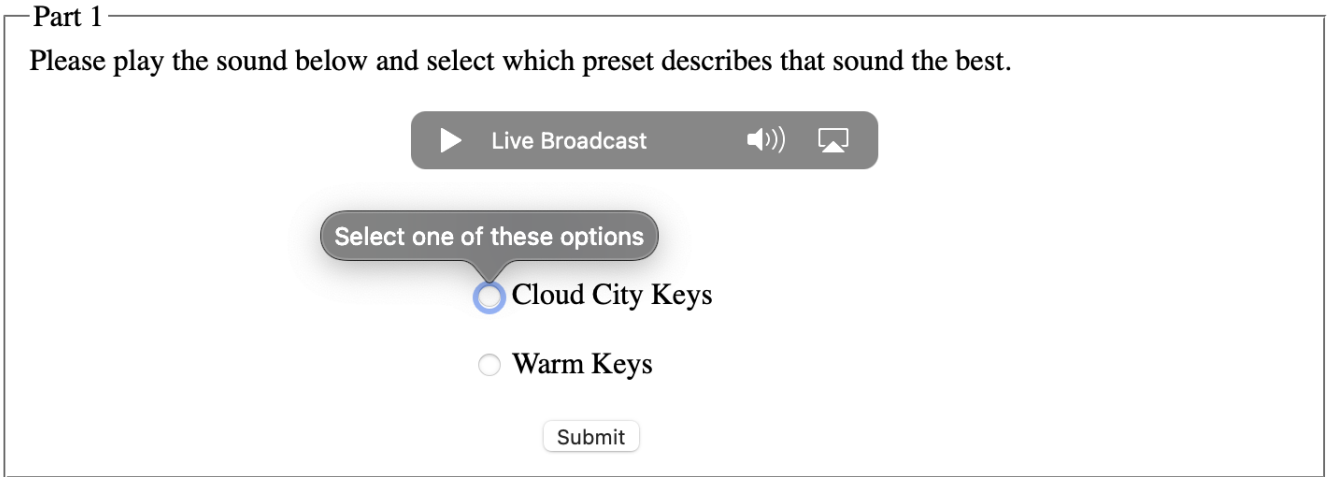 Part 1
Please play the sound below and select which preset describes that sound the best.
Live Broadcast
Select one of these options
Cloud City Keys
Warm Keys
Submit